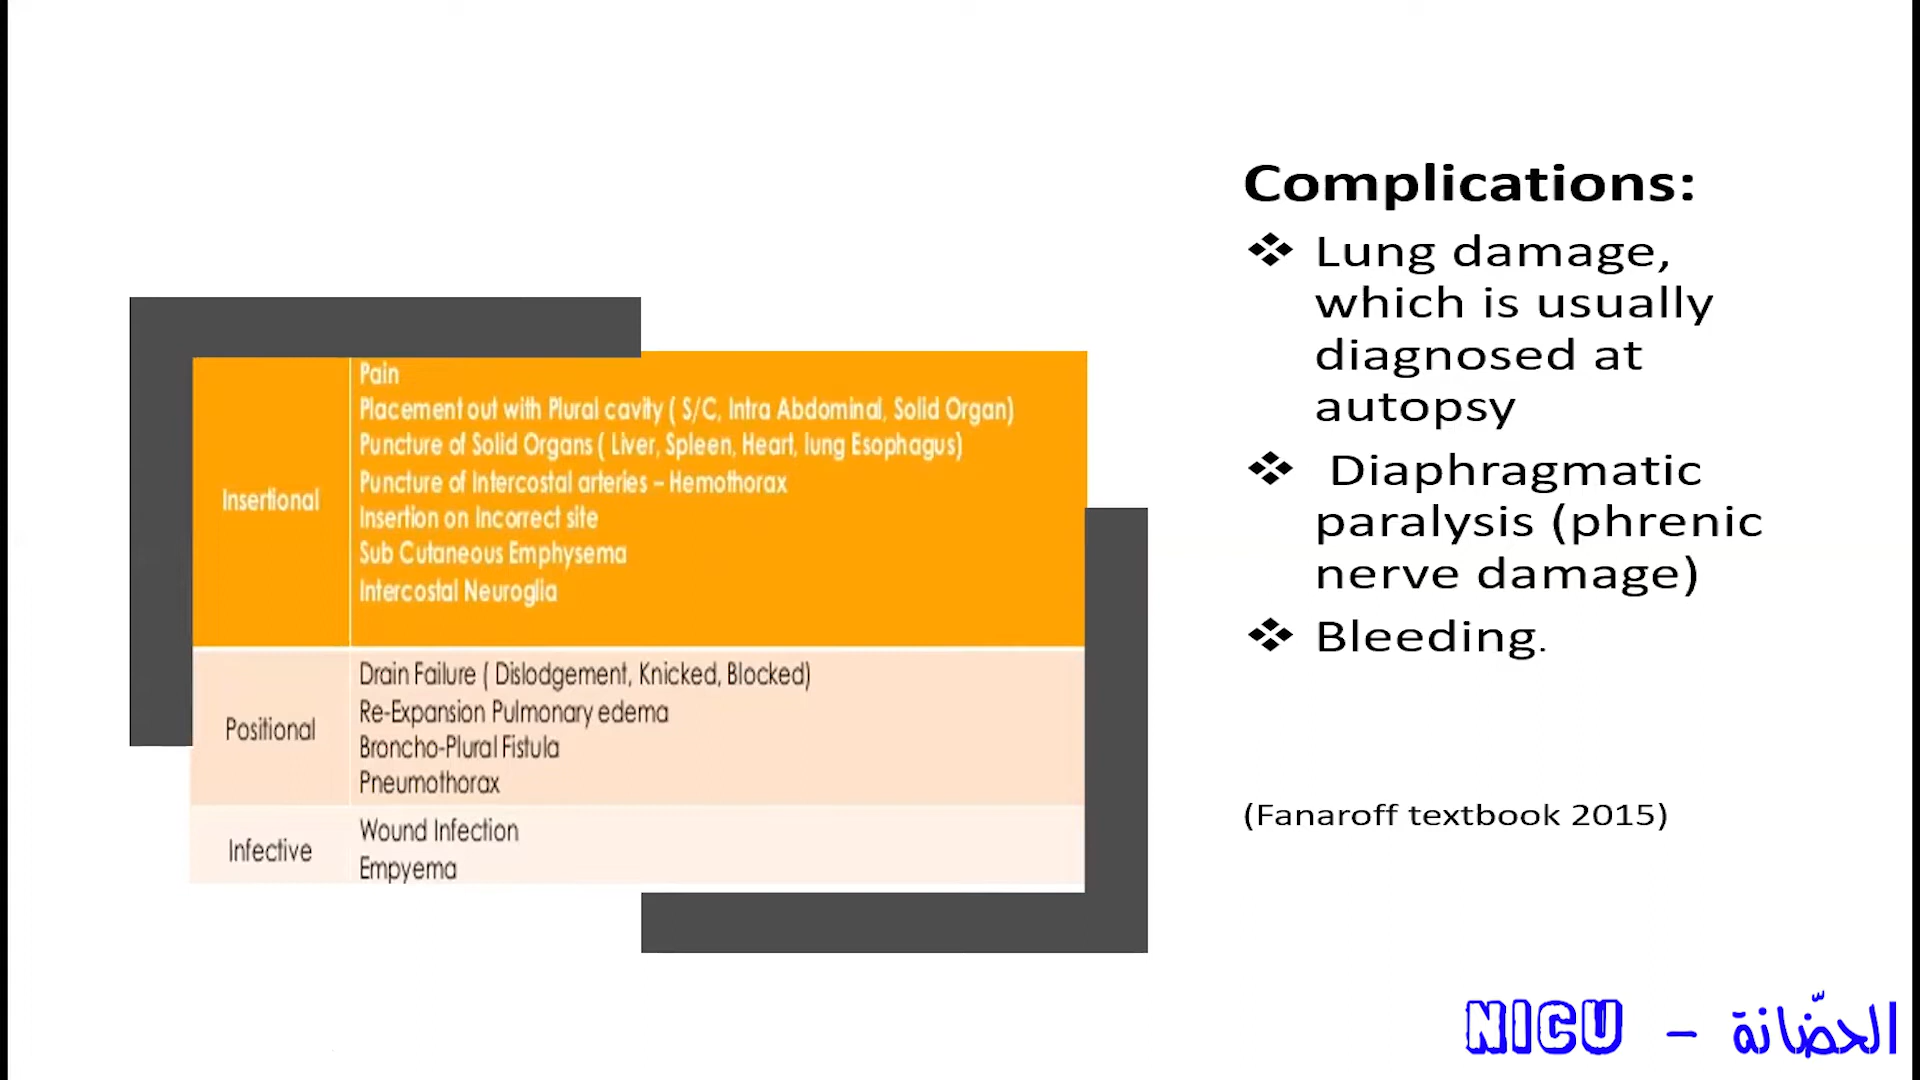 Insertional
Pain
Placement out with Plural cavity ( S/C, Intra Abdominal, Solid Organ)
Puncture of Solid Organs ( Liver, Spleen, Heart, lung Esophagus)
Puncture of Intercostal arteries – Hemothorax
Insertion on Incorrect site
Sub Cutaneous Emphysema
Intercostal Neuroglia
Positional
Drain Failure ( Dislodgement, Knicked, Blocked)
Re-Expansion Pulmonary edema
Broncho-Plural Fistula
Pneumothorax
Infective
Wound Infection
Empyema
Complications:
❖ Lung damage,
which is usually
diagnosed at
autopsy
❖ Diaphragmatic
paralysis (phrenic
nerve damage)
❖ Bleeding.
(Fanaroff textbook 2015)
NICU - الحضّانة